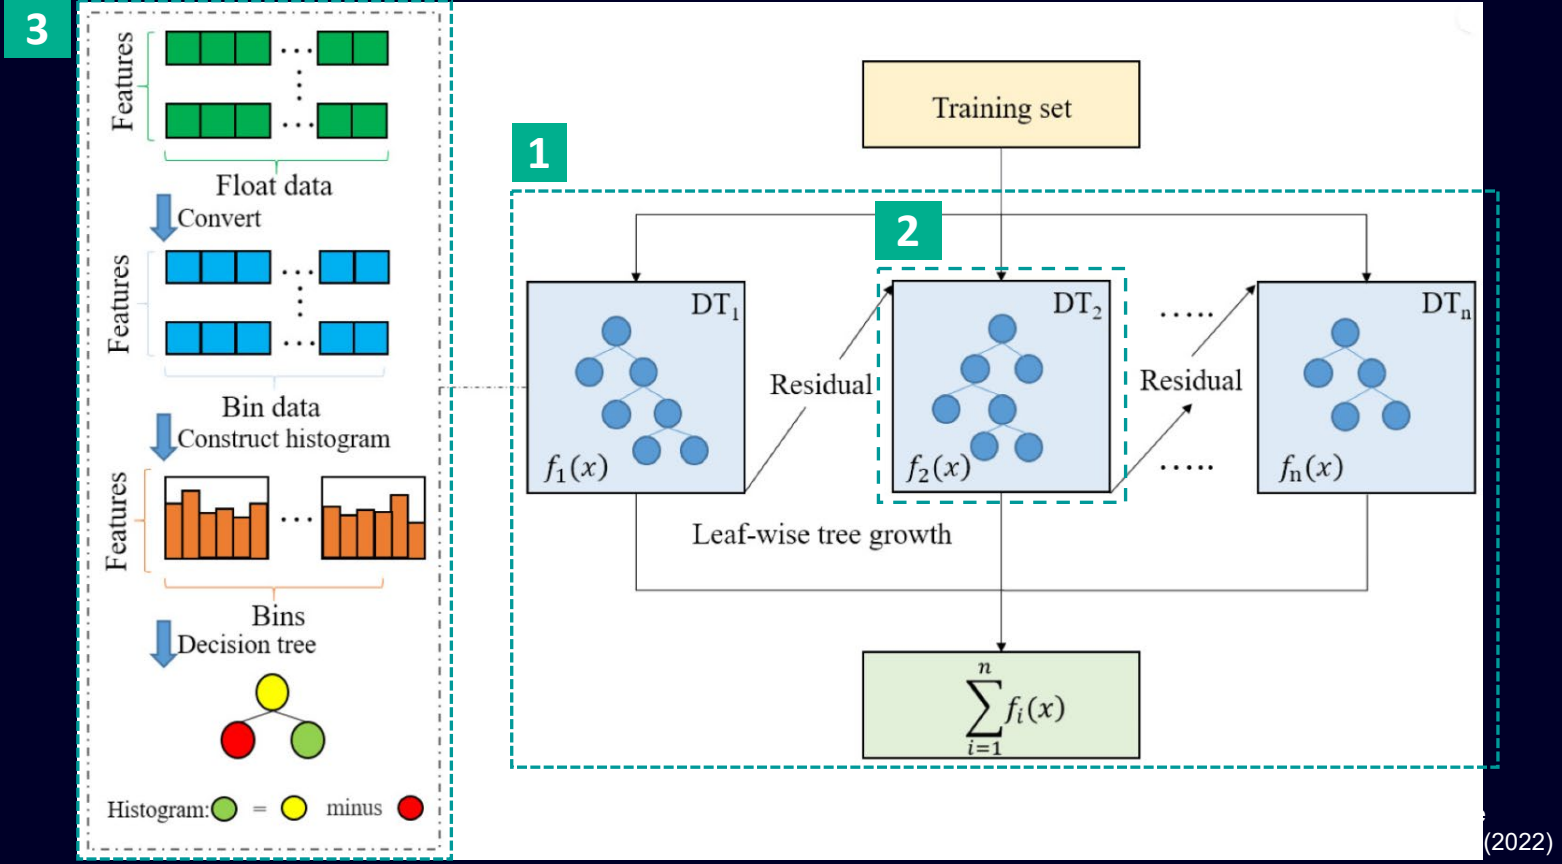 3
Features
Float data
Convert
Features
Bin data
Construct histogram
Features
Bins
Decision tree
Histogram: = minus
Training set
1
2
DT₁
f₁(x)
Residual
DT₂
f₂(x)
.....
Residual
.....
DTₙ
fₙ(x)
Leaf-wise tree growth
n
∑ fᵢ(x)
i=1
(2022)